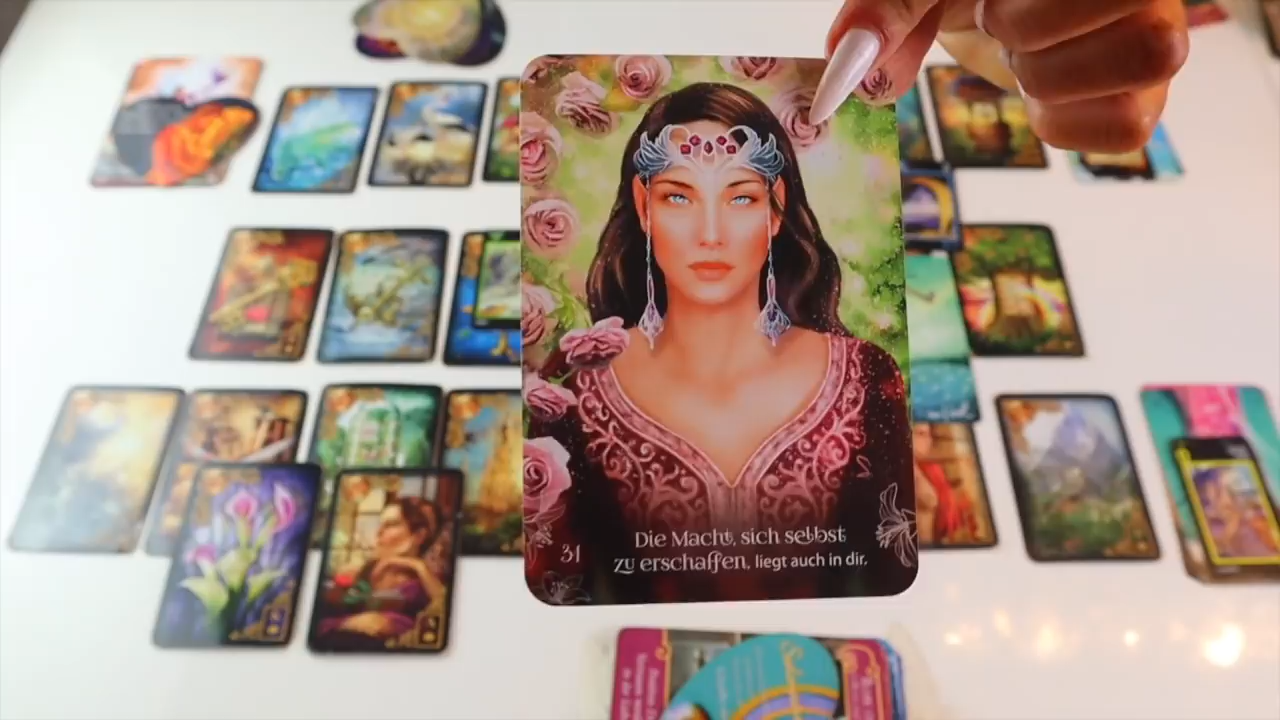 Die Macht, sich selbst
zu erschaffen, liegt auch in dir.
31